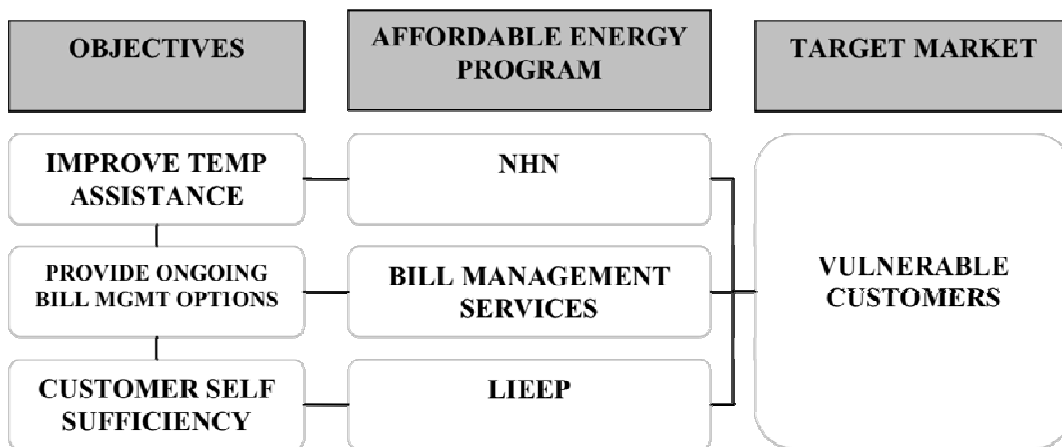 OBJECTIVES
AFFORDABLE ENERGY
PROGRAM
TARGET MARKET
IMPROVE TEMP
ASSISTANCE
NHN
PROVIDE ONGOING
BILL MGMT OPTIONS
BILL MANAGEMENT
SERVICES
VULNERABLE
CUSTOMERS
CUSTOMER SELF
SUFFICIENCY
LIEEP